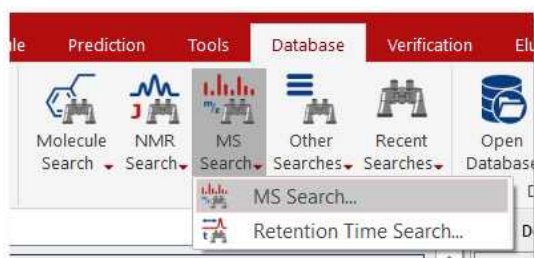 Prediction Tools Database Verification
Molecule Search NMR Search MS Search Other Searches Recent Searches Open Database
MS Search...
Retention Time Search...